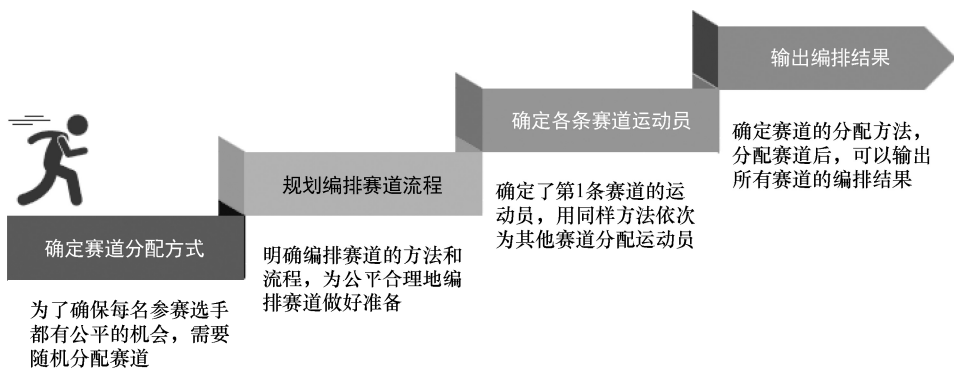 确定赛道分配方式
为了确保每名参赛选手
都有公平的机会，需要
随机分配赛道
规划编排赛道流程
明确编排赛道的方法和
流程，为公平合理地编
排赛道做好准备
确定各条赛道运动员
确定了第1条赛道的运
动员，用同样方法依次
为其他赛道分配运动员
输出编排结果
确定赛道的分配方法，
分配赛道后，可以输出
所有赛道的编排结果